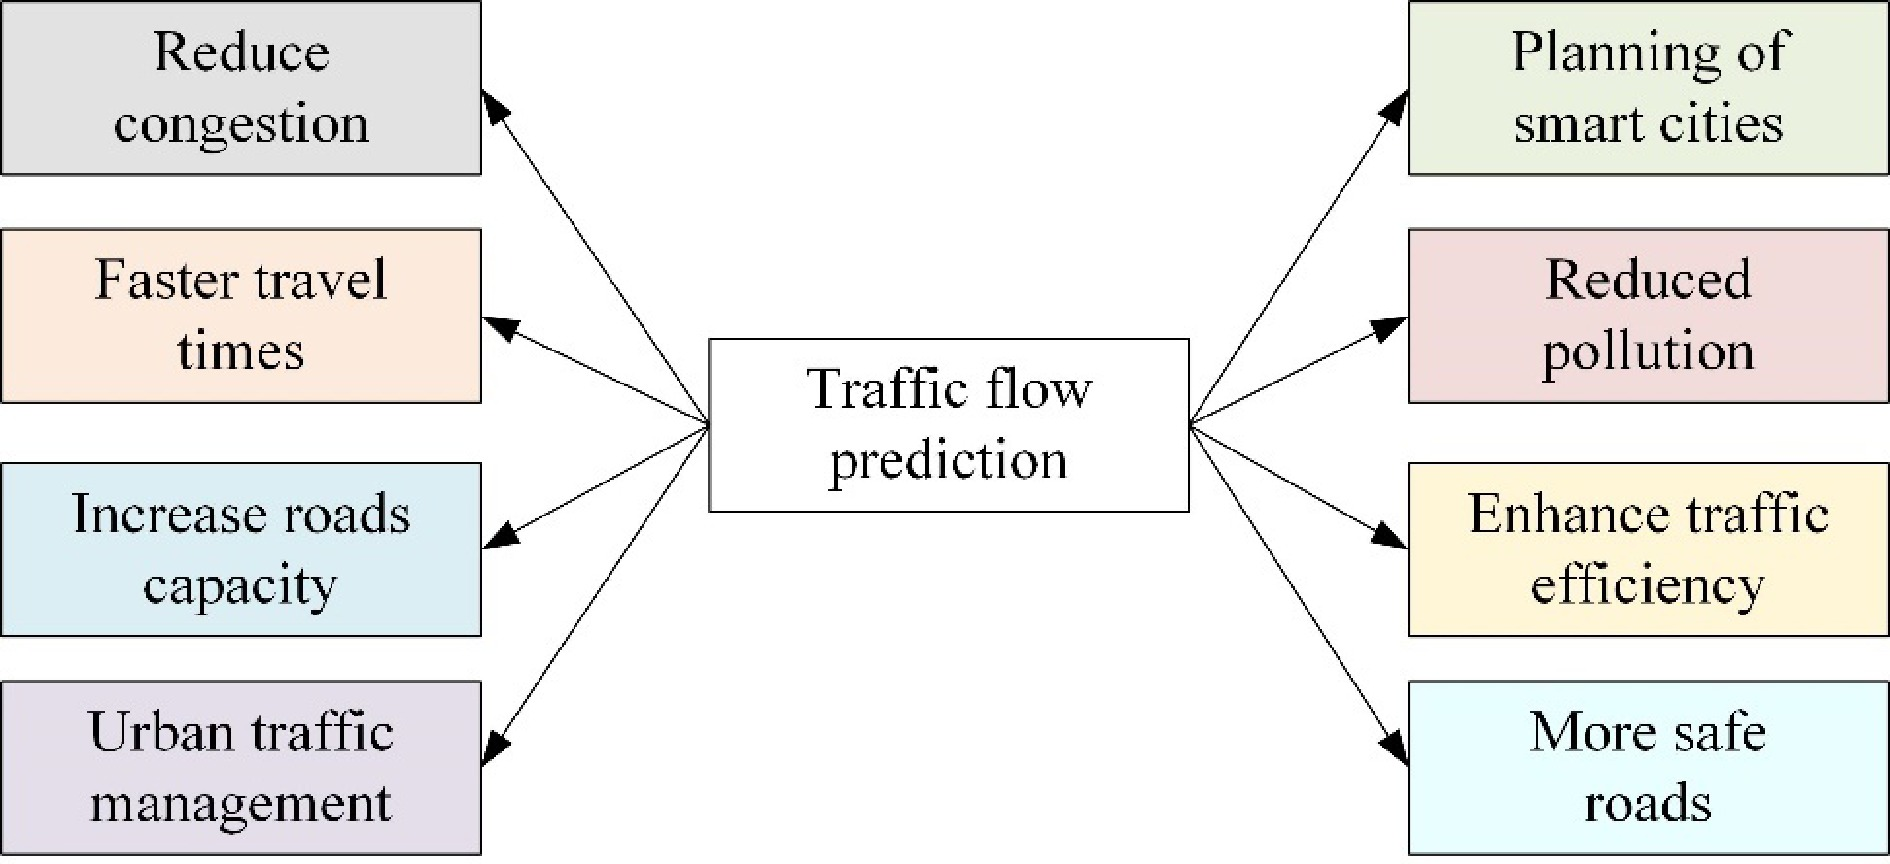 Reduce
congestion
Faster travel
times
Increase roads
capacity
Urban traffic
management
Traffic flow
prediction
Planning of
smart cities
Reduced
pollution
Enhance traffic
efficiency
More safe
roads